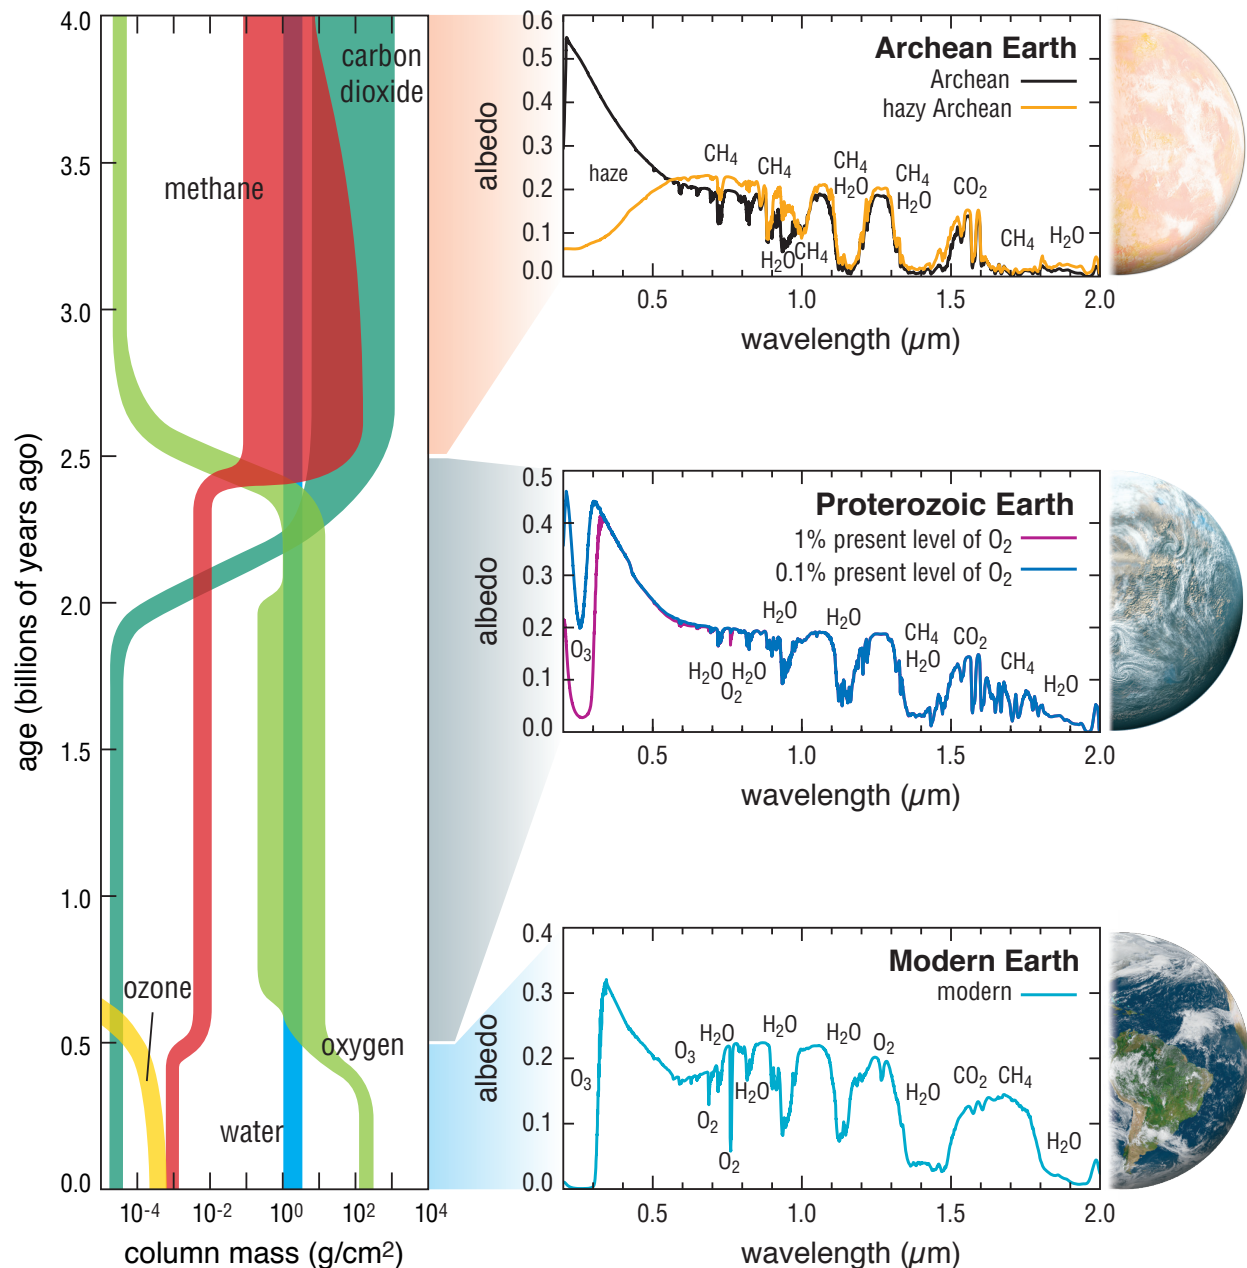 4.0
3.5
3.0
2.5
2.0
1.5
1.0
0.5
0.0
age (billions of years ago)
carbon
dioxide
methane
ozone
oxygen
water
10⁻⁴
10⁻²
10⁰
10²
10⁴
column mass (g/cm²)
0.6
0.5
0.4
0.3
0.2
0.1
0.0
albedo
Archean Earth
Archean
hazy Archean
haze
CH₄
CH₄
CH₄
H₂O
CH₄
H₂O
CO₂
H₂O
CH₄
CH₄
H₂O
0.5
1.0
1.5
2.0
wavelength (μm)
0.5
0.4
0.3
0.2
0.1
0.0
albedo
Proterozoic Earth
1% present level of O₂
0.1% present level of O₂
O₃
H₂O
H₂O
O₂
H₂O
H₂O
CH₄
H₂O
CO₂
CH₄
H₂O
0.5
1.0
1.5
2.0
wavelength (μm)
0.4
0.3
0.2
0.1
0.0
albedo
Modern Earth
modern
O₃
O₃
H₂O
O₂
O₂
H₂O
H₂O
H₂O
O₂
H₂O
CO₂
CH₄
H₂O
0.5
1.0
1.5
2.0
wavelength (μm)